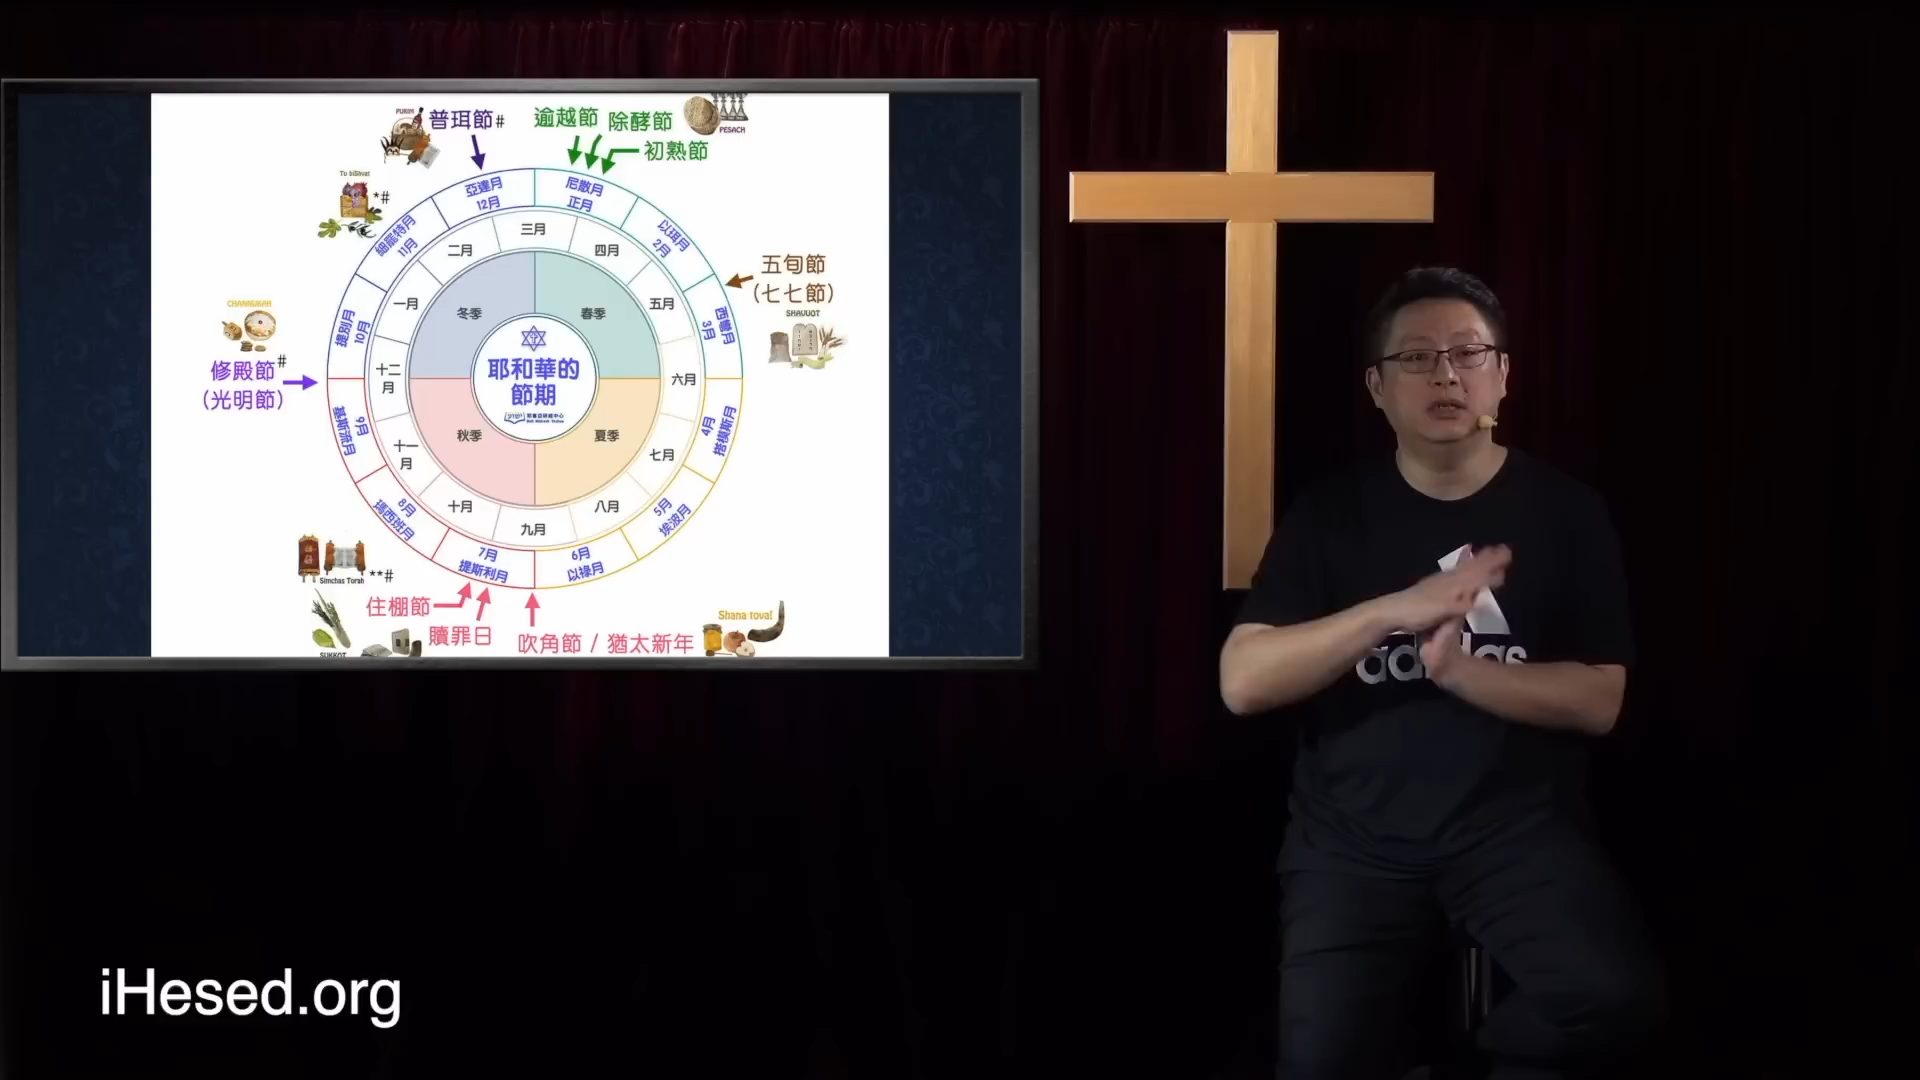 PURIM
普珥節#
逾越節
除酵節
初熟節
PESACH
Tu biShvat
*#
亞達月
12月
尼散月
正月
細罷特月
11月
以珥月
2月
三月
二月
四月
一月
五月
冬季
春季
五旬節
(七七節)
SHAVUOT
提別月
10月
西彎月
3月
CHANNUKAH
修殿節#
(光明節)
十二
月
六月
耶和華的
節期
秋季
夏季
基斯流月
9月
4月
搭模斯月
十一
月
七月
十月
八月
九月
8月
瑪西班月
5月
埃波月
7月
提斯利月
6月
以祿月
Simchas Torah
**#
住棚節
贖罪日
吹角節 / 猶太新年
Shana tova!
SUKKOT
adidas
iHesed.org